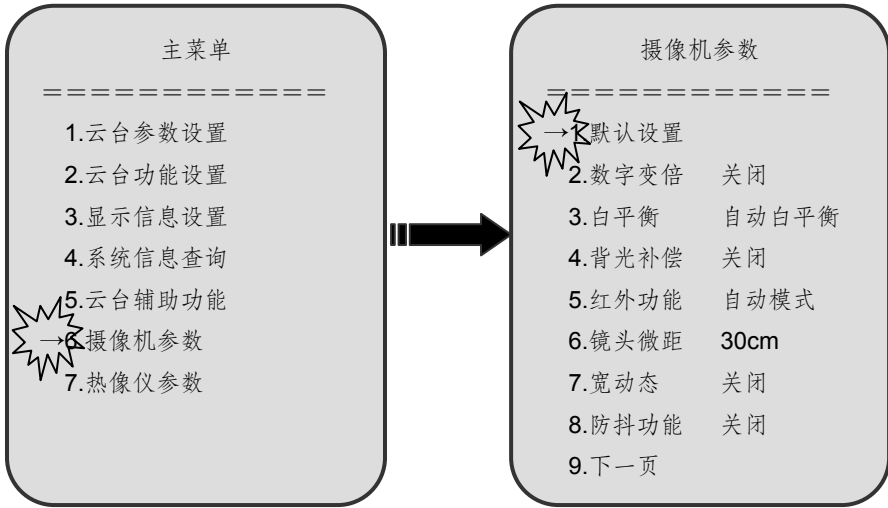 主菜单
============
1.云台参数设置
2.云台功能设置
3.显示信息设置
4.系统信息查询
5.云台辅助功能
→6.摄像机参数
7.热像仪参数
摄像机参数
============
→1.默认设置
2.数字变倍 关闭
3.白平衡 自动白平衡
4.背光补偿 关闭
5.红外功能 自动模式
6.镜头微距 30cm
7.宽动态 关闭
8.防抖功能 关闭
9.下一页